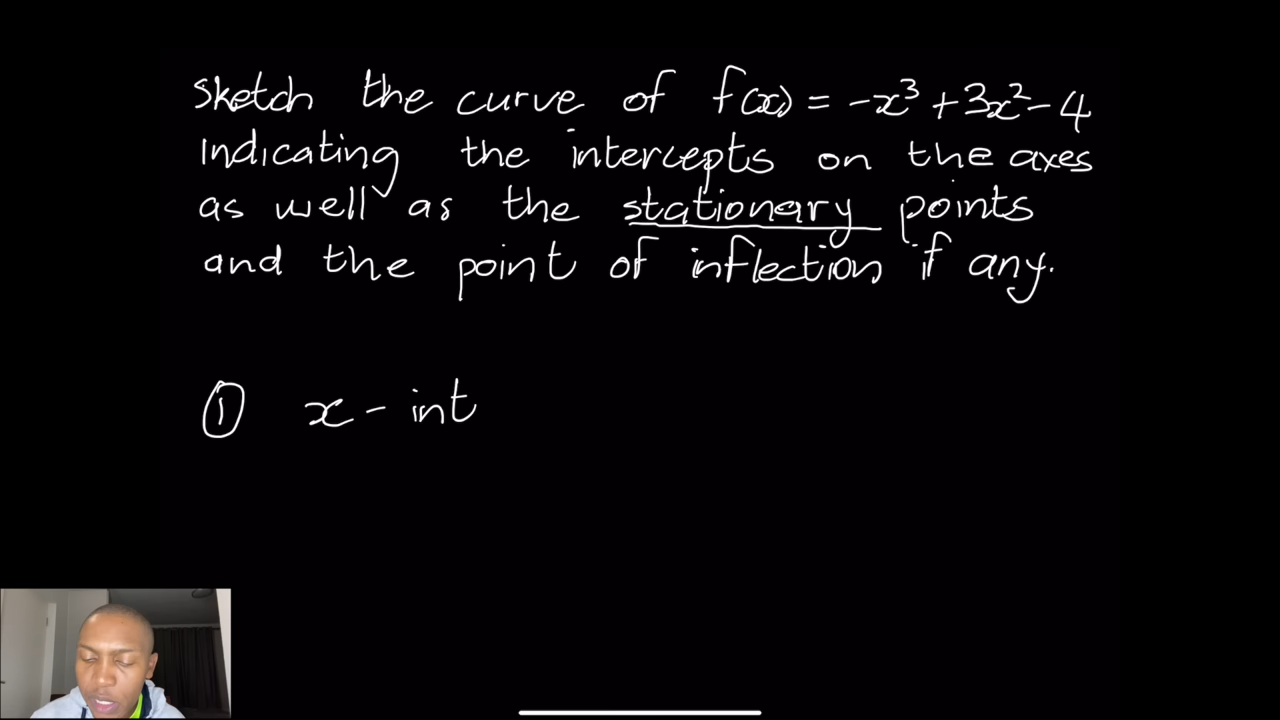 Sketch the curve of f(x) = -x³ + 3x² - 4
Indicating the intercepts on the axes
as well as the stationary points
and the point of inflection if any.
① x - int